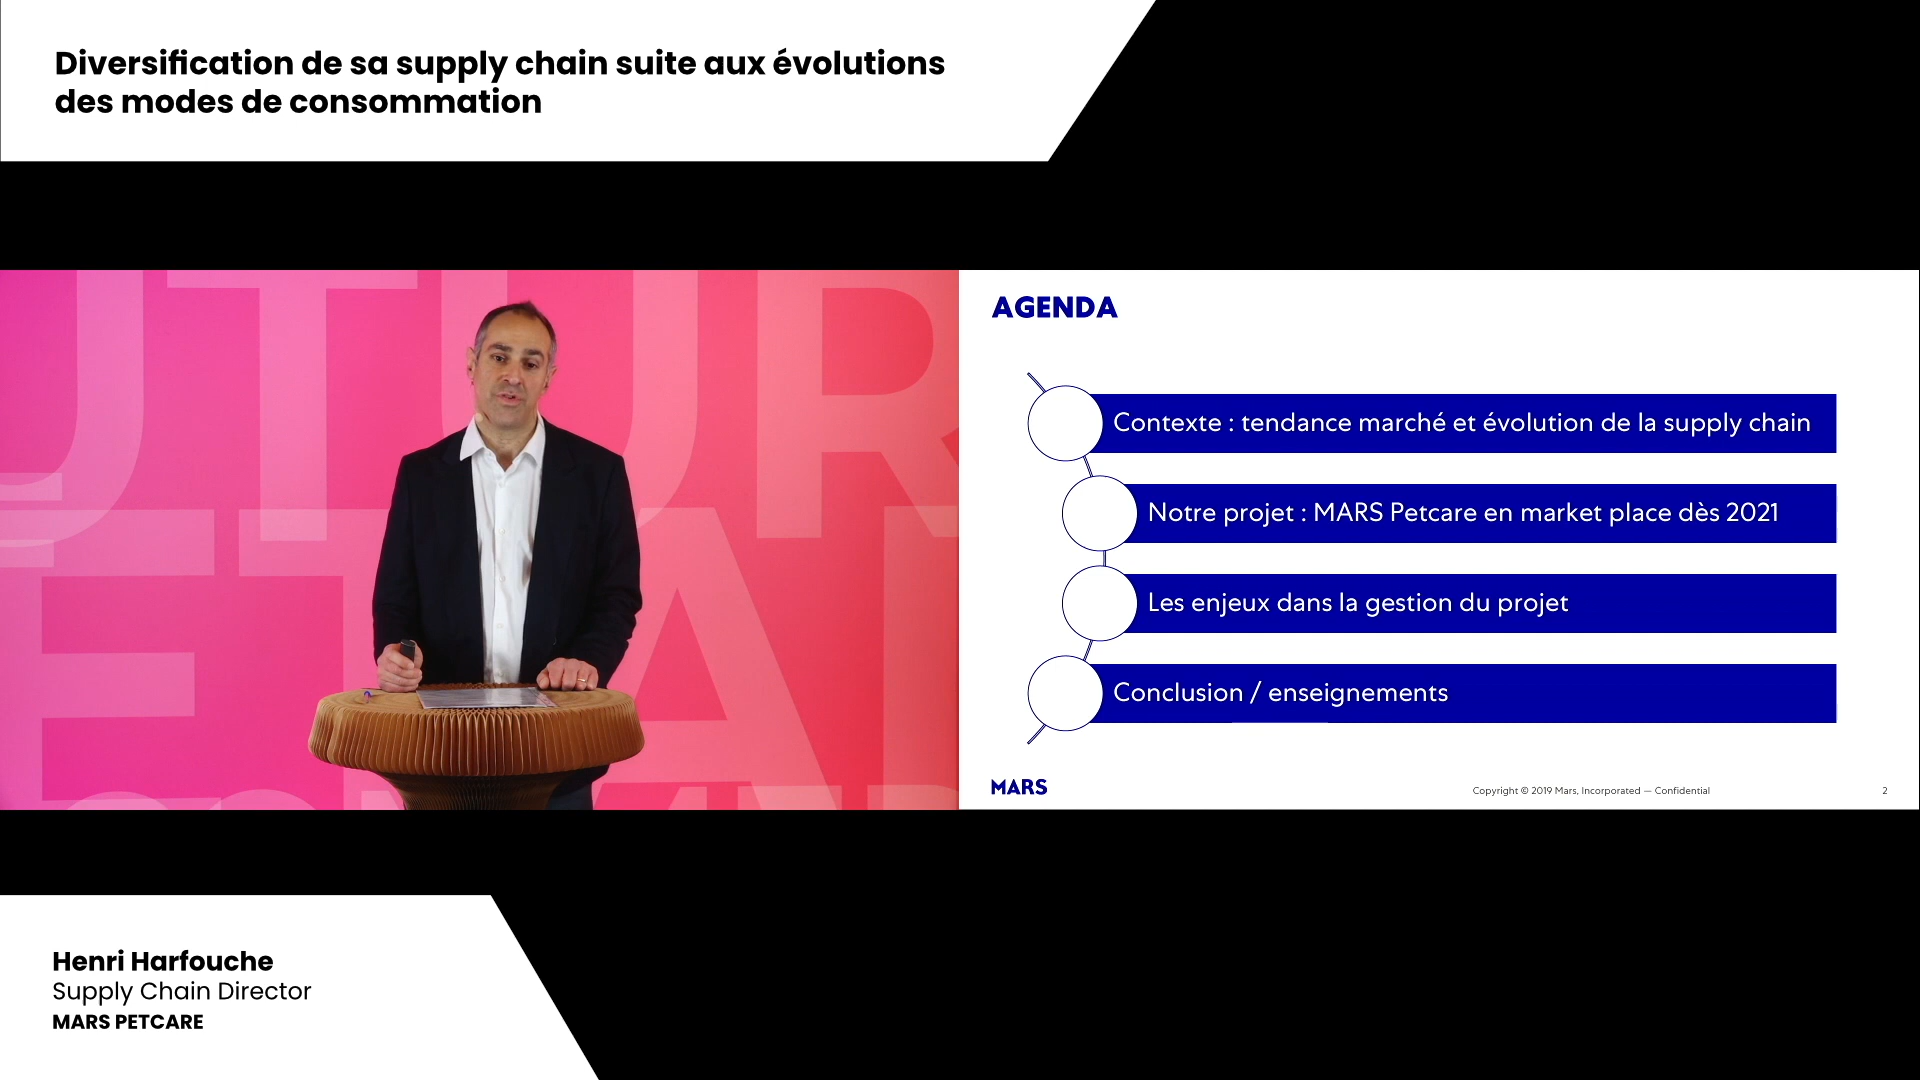 Diversification de sa supply chain suite aux évolutions
des modes de consommation
UTUR
ETAI
AGENDA
Contexte : tendance marché et évolution de la supply chain
Notre projet : MARS Petcare en market place dès 2021
Les enjeux dans la gestion du projet
Conclusion / enseignements
MARS
Copyright © 2019 Mars, Incorporated — Confidential
2
Henri Harfouche
Supply Chain Director
MARS PETCARE